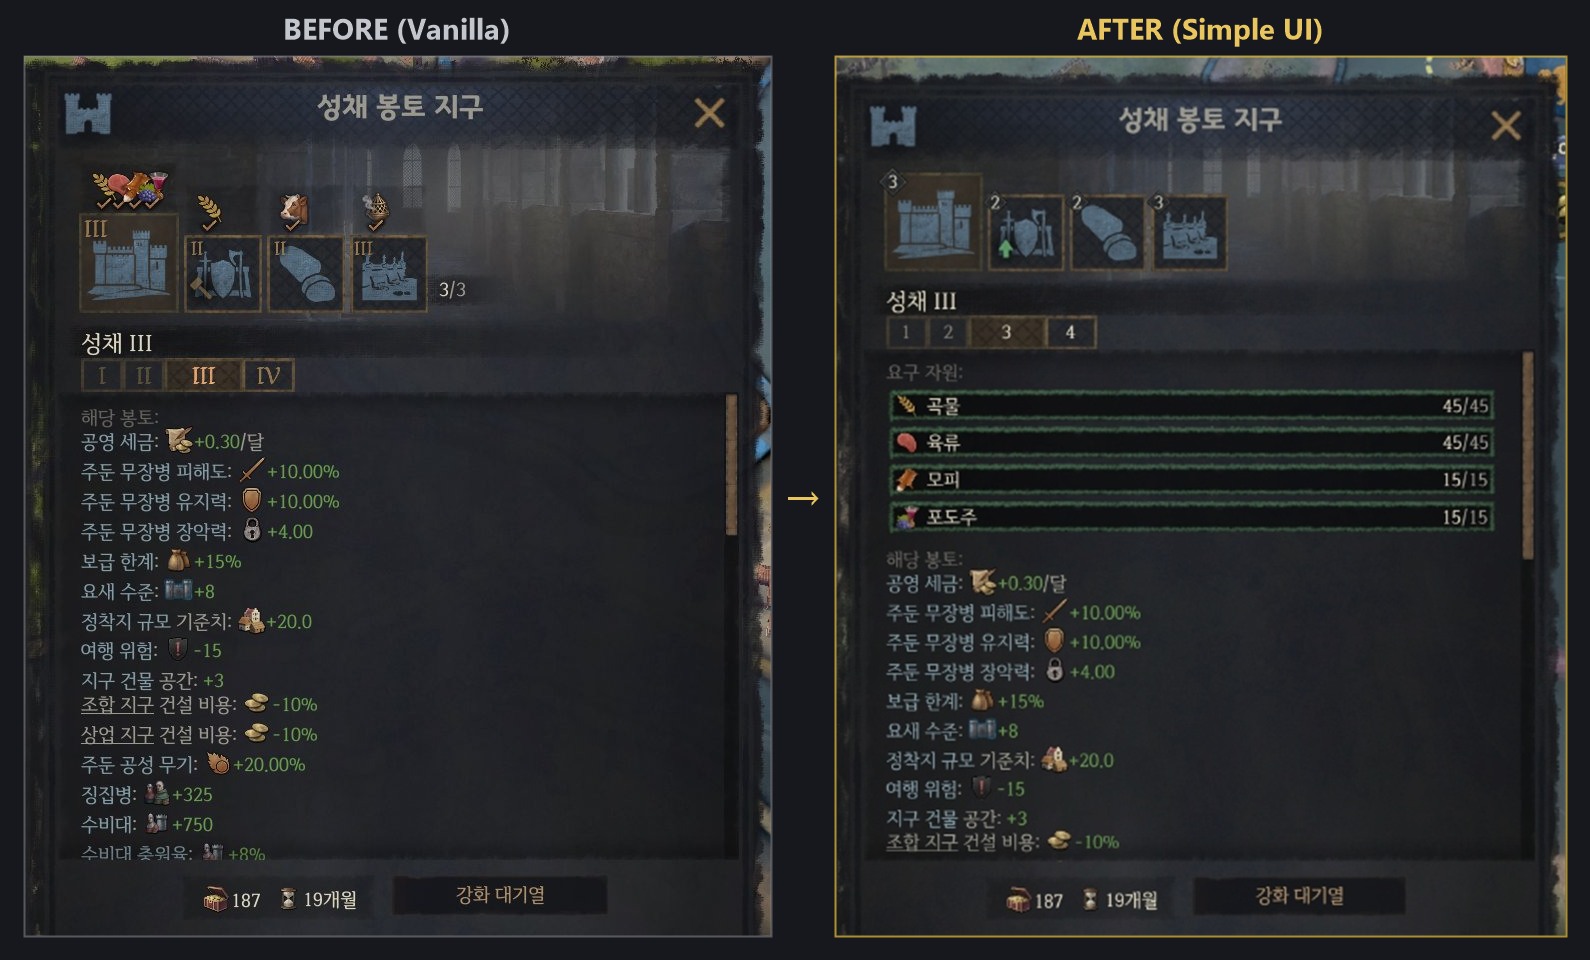 BEFORE (Vanilla)
성채 봉토 지구
III
II
II
III
3/3
성채 III
I II III IV
해당 봉토:
공영 세금: +0.30/달
주둔 무장병 피해도: +10.00%
주둔 무장병 유지력: +10.00%
주둔 무장병 장악력: +4.00
보급 한계: +15%
요새 수준: +8
정착지 규모 기준치: +20.0
여행 위험: -15
지구 건물 공간: +3
조합 지구 건설 비용: -10%
상업 지구 건설 비용: -10%
주둔 공성 무기: +20.00%
징집병: +325
수비대: +750
수비대 충원율: +8%
187 19개월 강화 대기열
→
AFTER (Simple UI)
성채 봉토 지구
3
2
2
3
성채 III
1 2 3 4
요구 자원:
곡물 45/45
육류 45/45
모피 15/15
포도주 15/15
해당 봉토:
공영 세금: +0.30/달
주둔 무장병 피해도: +10.00%
주둔 무장병 유지력: +10.00%
주둔 무장병 장악력: +4.00
보급 한계: +15%
요새 수준: +8
정착지 규모 기준치: +20.0
여행 위험: -15
지구 건물 공간: +3
조합 지구 건설 비용: -10%
187 19개월 강화 대기열